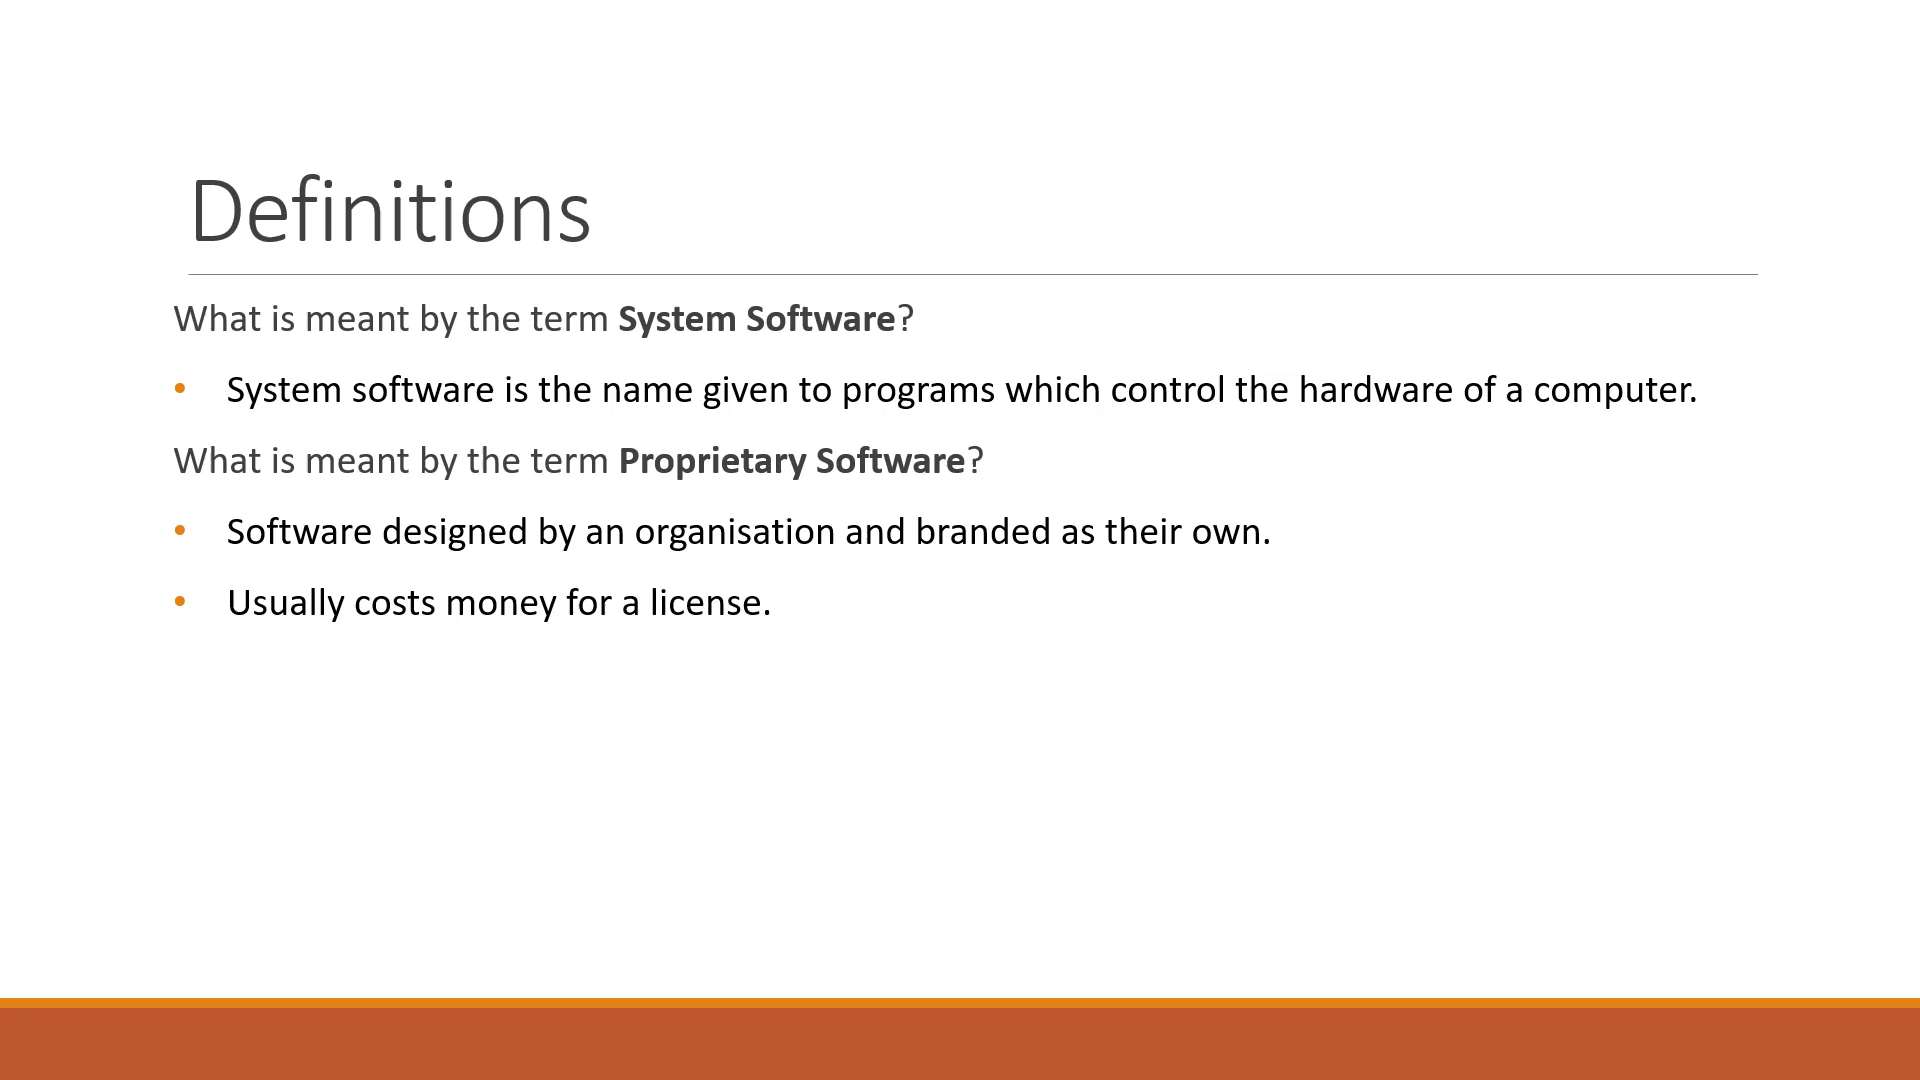 Definitions
What is meant by the term System Software?
• System software is the name given to programs which control the hardware of a computer.
What is meant by the term Proprietary Software?
• Software designed by an organisation and branded as their own.
• Usually costs money for a license.